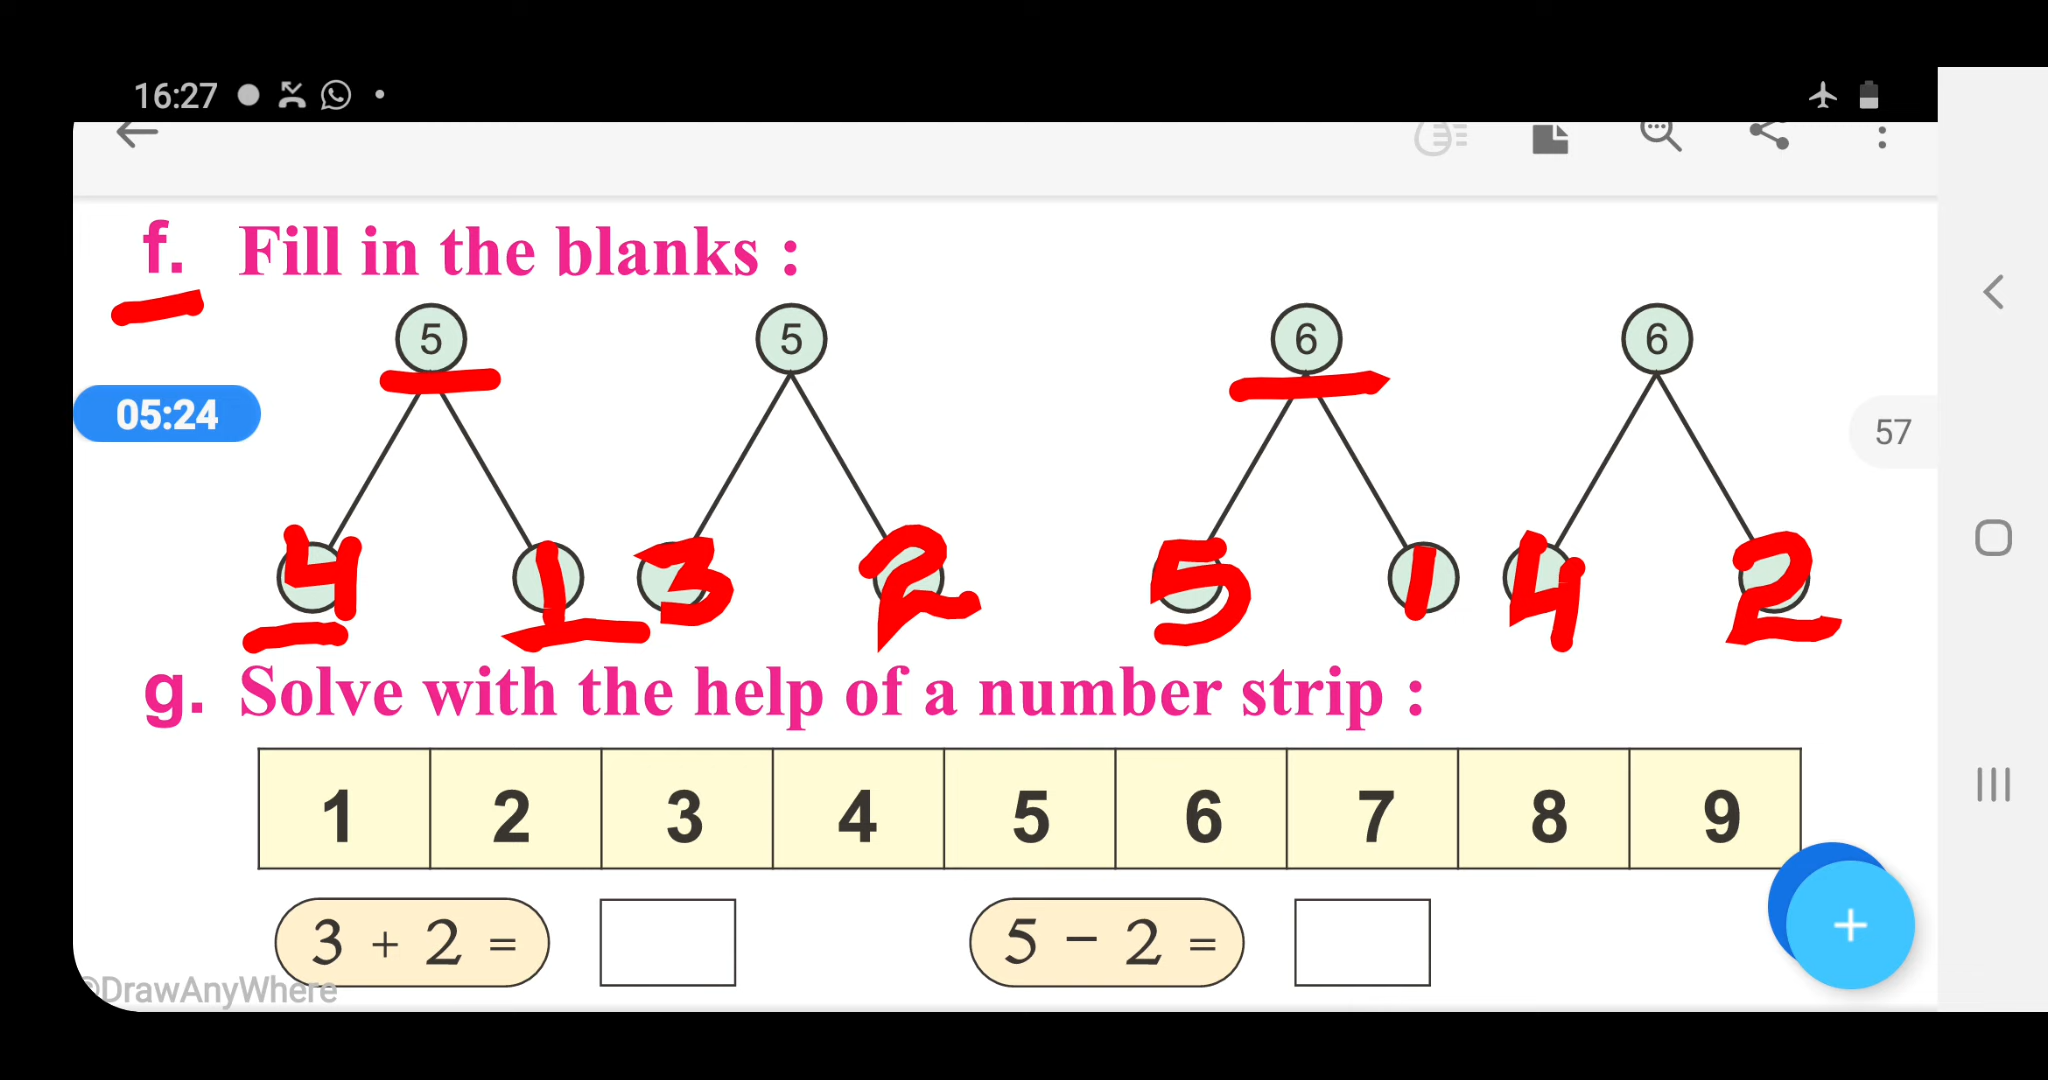 16:27
f. Fill in the blanks :
5 5 6 6
05:24
57
4 1 3 2 5 1 4 2
g. Solve with the help of a number strip :
1 2 3 4 5 6 7 8 9
3 + 2 =
5 - 2 =
+
©DrawAnyWhere